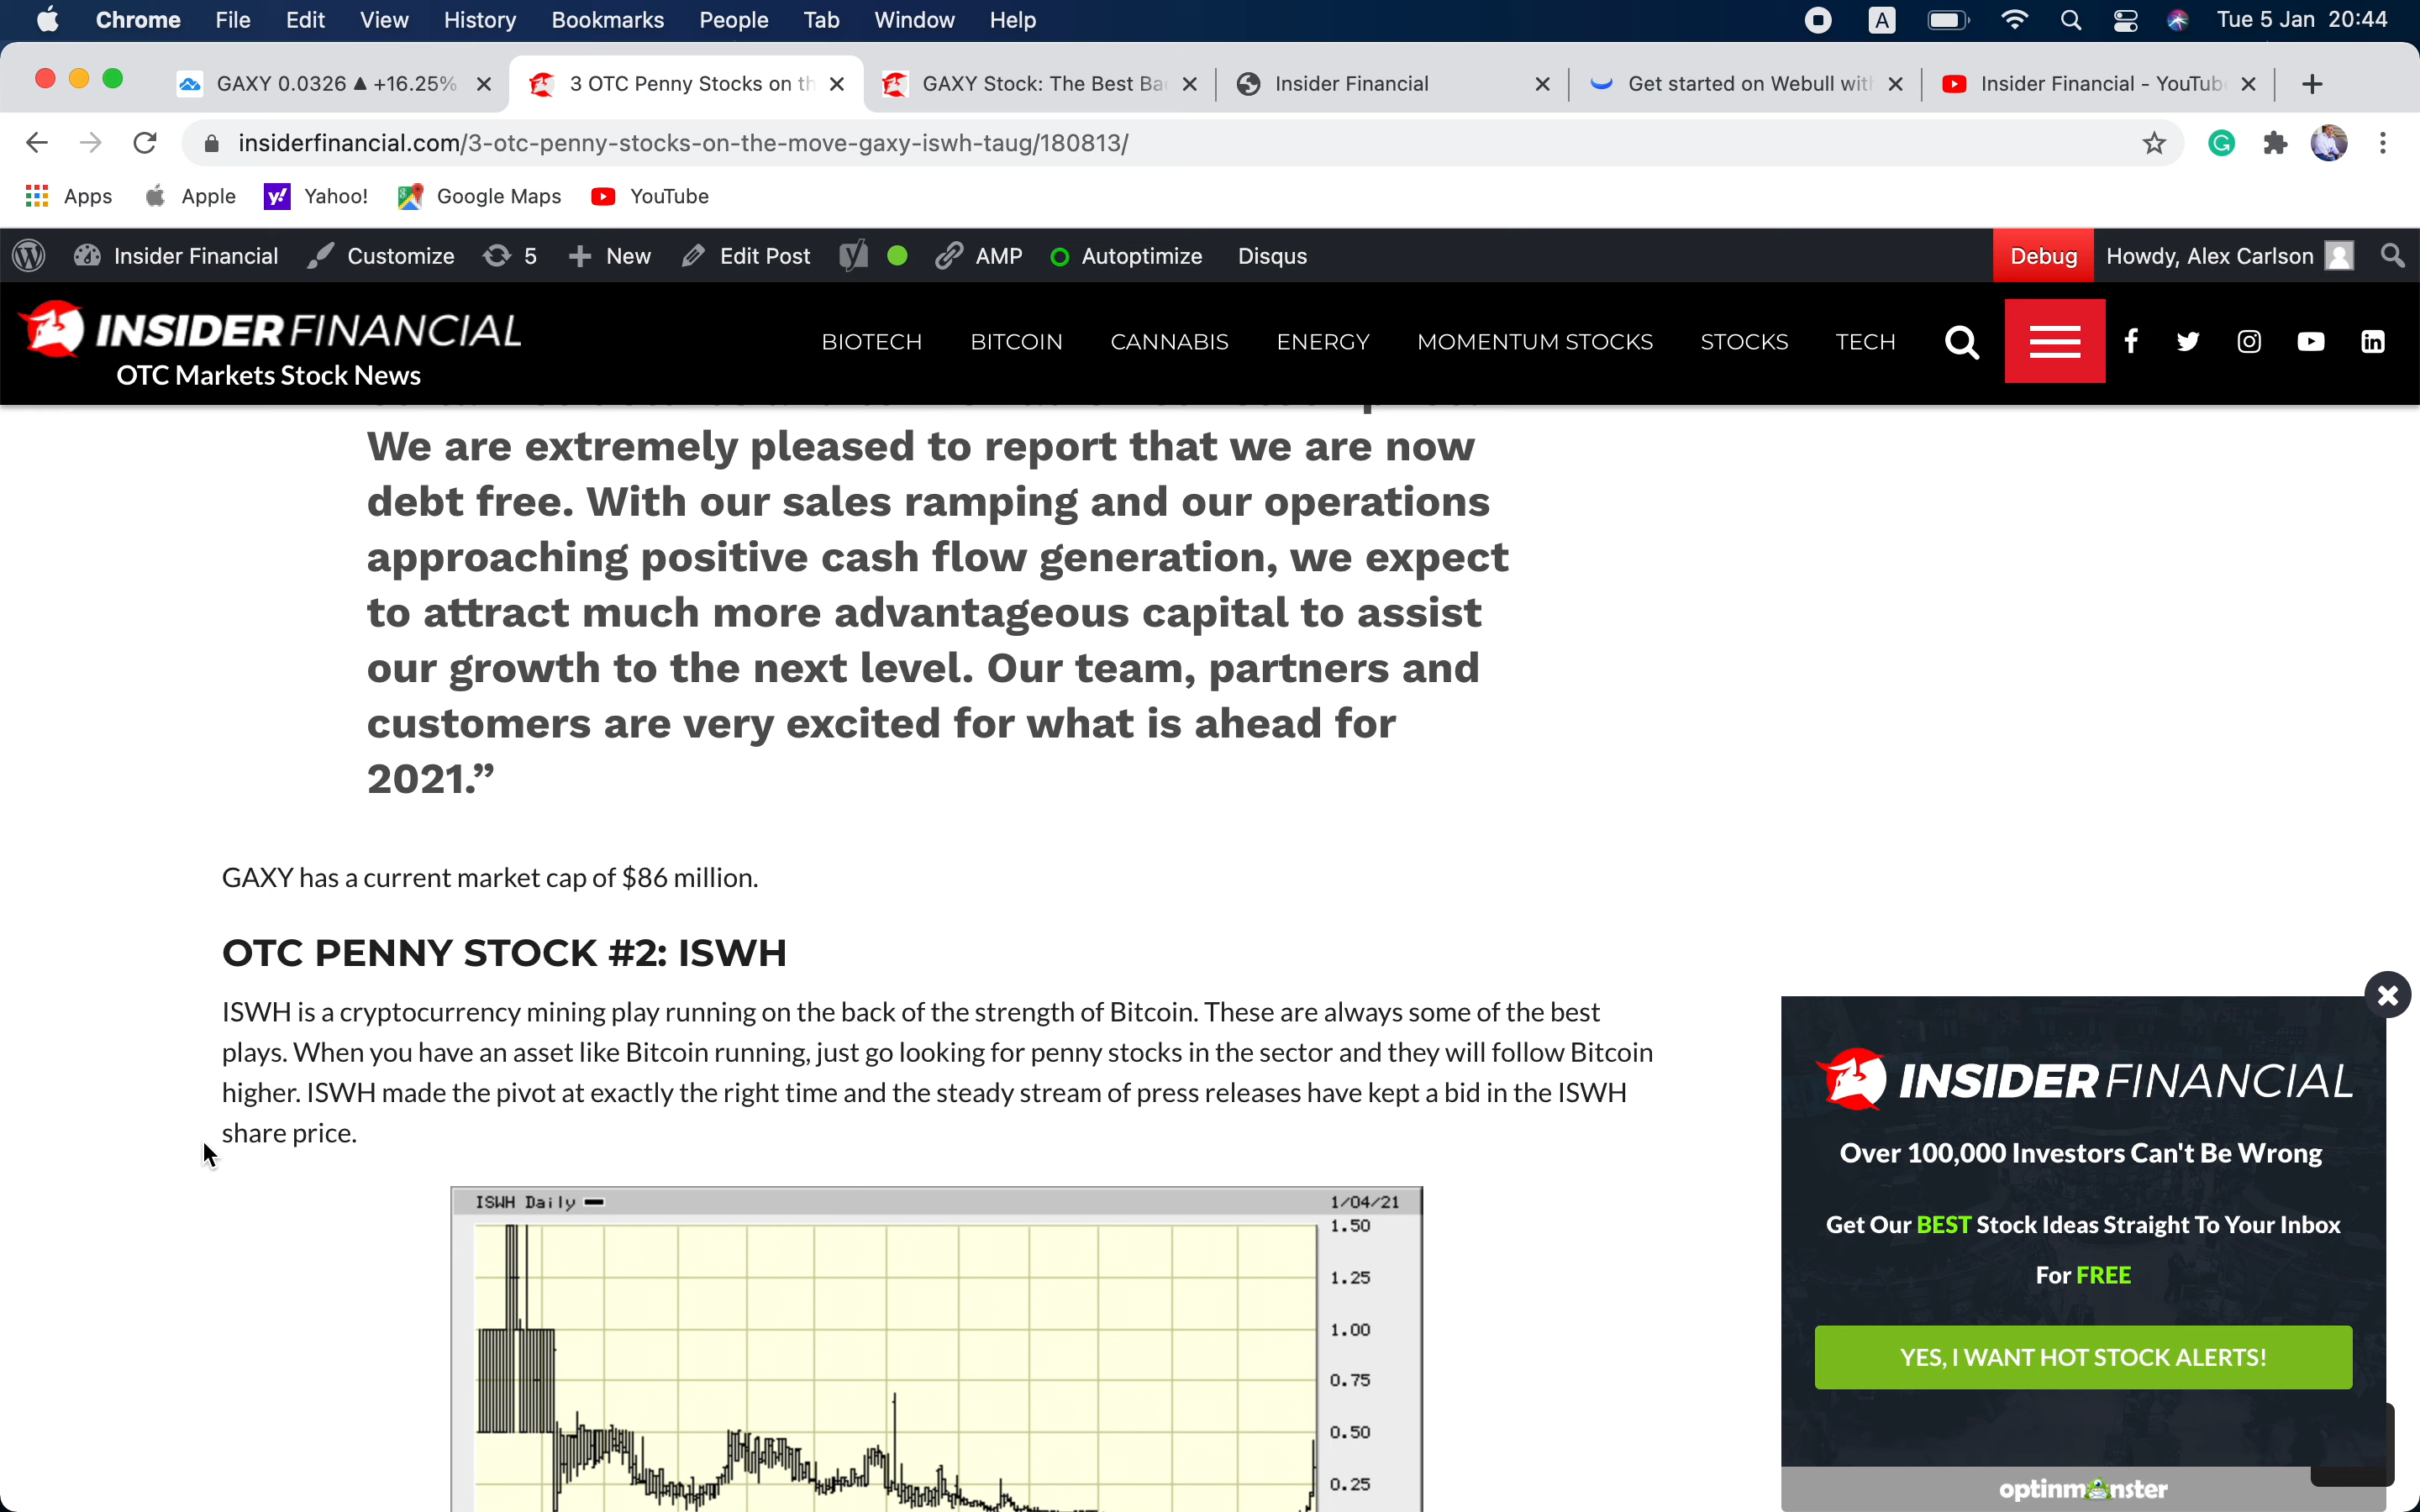 Chrome File Edit View History Bookmarks People Tab Window Help A Tue 5 Jan 20:44
GAXY 0.0326 ▲ +16.25% 3 OTC Penny Stocks on th GAXY Stock: The Best Ba Insider Financial Get started on Webull wit Insider Financial - YouTub
insiderfinancial.com/3-otc-penny-stocks-on-the-move-gaxy-iswh-taug/180813/
Apps Apple Yahoo! Google Maps YouTube
Insider Financial Customize 5 New Edit Post AMP Autoptimize Disqus Debug Howdy, Alex Carlson
INSIDER FINANCIAL
OTC Markets Stock News
BIOTECH BITCOIN CANNABIS ENERGY MOMENTUM STOCKS STOCKS TECH
We are extremely pleased to report that we are now
debt free. With our sales ramping and our operations
approaching positive cash flow generation, we expect
to attract much more advantageous capital to assist
our growth to the next level. Our team, partners and
customers are very excited for what is ahead for
2021.”
GAXY has a current market cap of $86 million.
OTC PENNY STOCK #2: ISWH
ISWH is a cryptocurrency mining play running on the back of the strength of Bitcoin. These are always some of the best
plays. When you have an asset like Bitcoin running, just go looking for penny stocks in the sector and they will follow Bitcoin
higher. ISWH made the pivot at exactly the right time and the steady stream of press releases have kept a bid in the ISWH
share price.
ISWH Daily 1/04/21
1.50
1.25
1.00
0.75
0.50
0.25
INSIDER FINANCIAL
Over 100,000 Investors Can't Be Wrong
Get Our BEST Stock Ideas Straight To Your Inbox
For FREE
YES, I WANT HOT STOCK ALERTS!
optinmonster